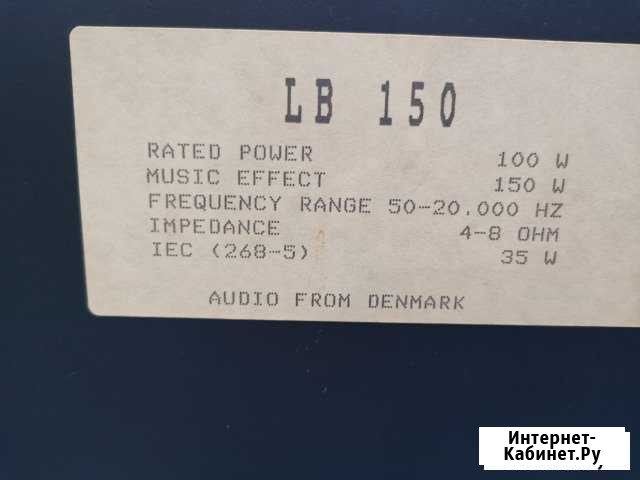 LB 150
RATED POWER 100 W
MUSIC EFFECT 150 W
FREQUENCY RANGE 50-20.000 HZ
IMPEDANCE 4-8 OHM
IEC (268-5) 35 W
AUDIO FROM DENMARK
Интернет-
Кабинет.Ру